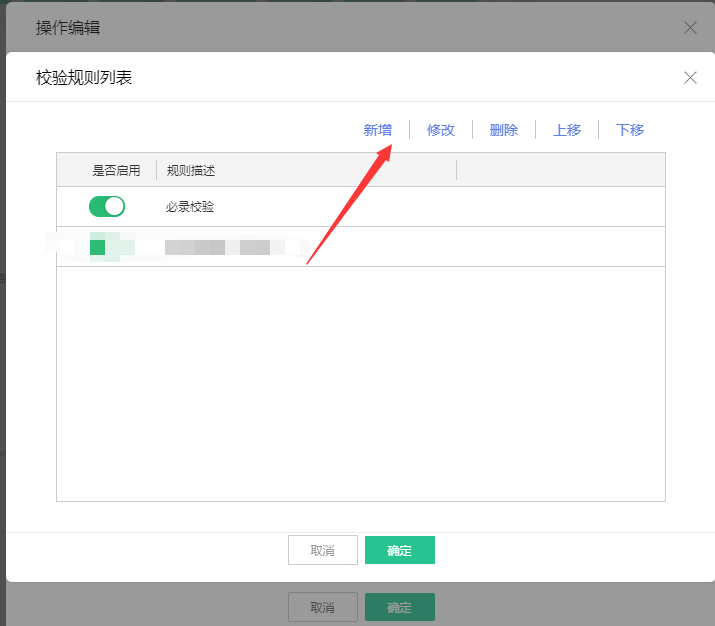 操作编辑
校验规则列表
新增 修改 删除 上移 下移
是否启用 规则描述
必录校验
取消 确定
取消 确定